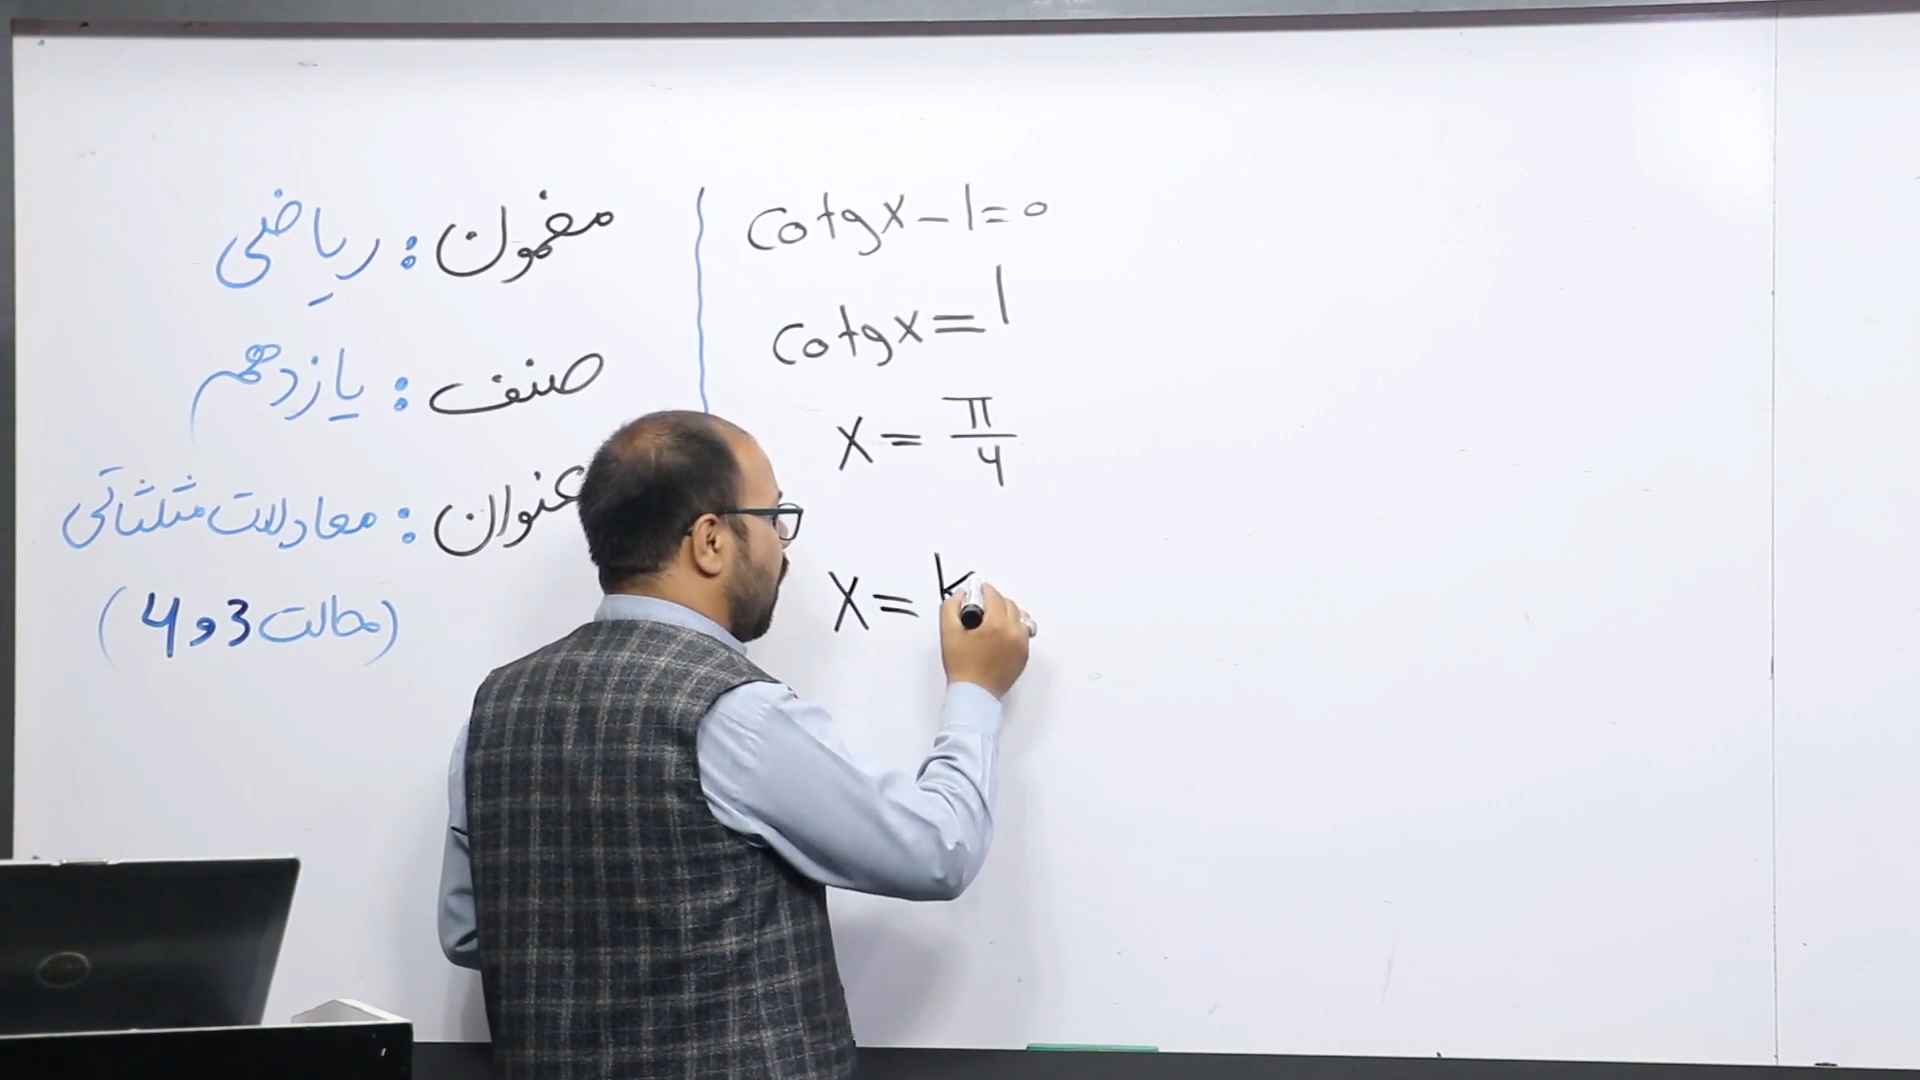 مضمون : ریاضی
صنف : یازدهم
عنوان : معادلات مثلثاتی
(حالت 3 و 4)
cotgx - 1 = 0
cotgx = 1
x = π/4
x = k